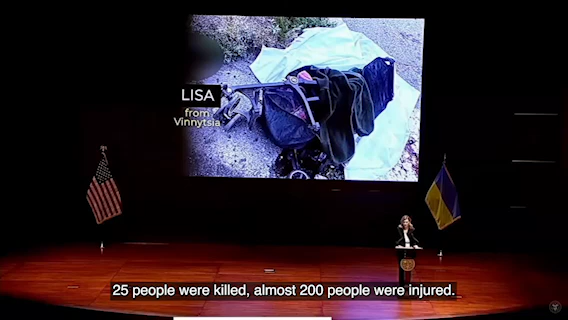 LISA
from
Vinnytsia
25 people were killed, almost 200 people were injured.